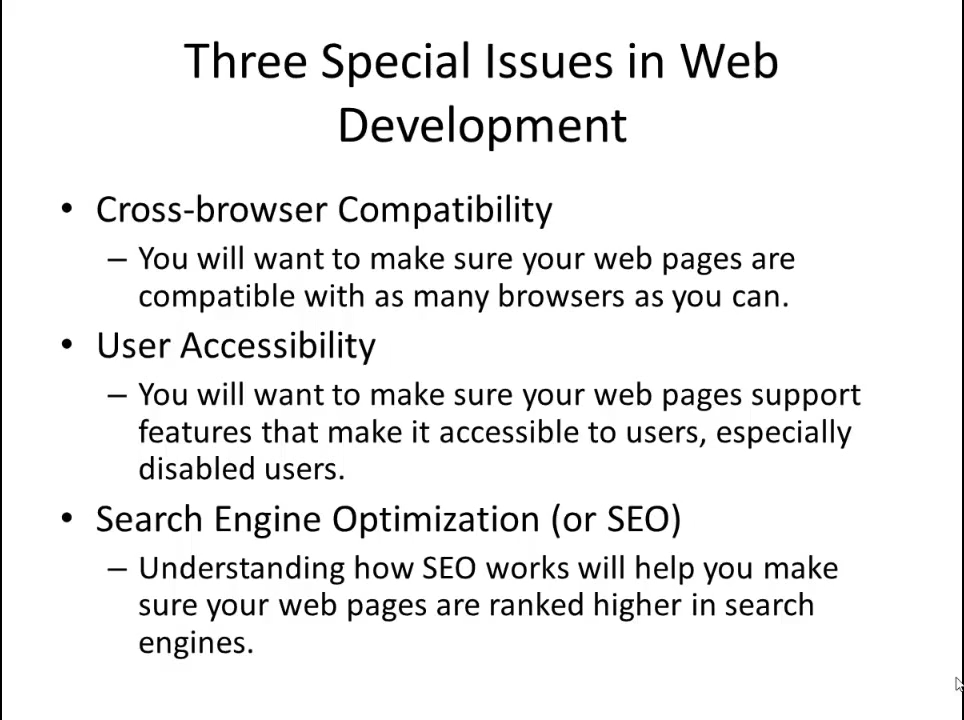 Three Special Issues in Web
Development
• Cross-browser Compatibility
– You will want to make sure your web pages are
compatible with as many browsers as you can.
• User Accessibility
– You will want to make sure your web pages support
features that make it accessible to users, especially
disabled users.
• Search Engine Optimization (or SEO)
– Understanding how SEO works will help you make
sure your web pages are ranked higher in search
engines.